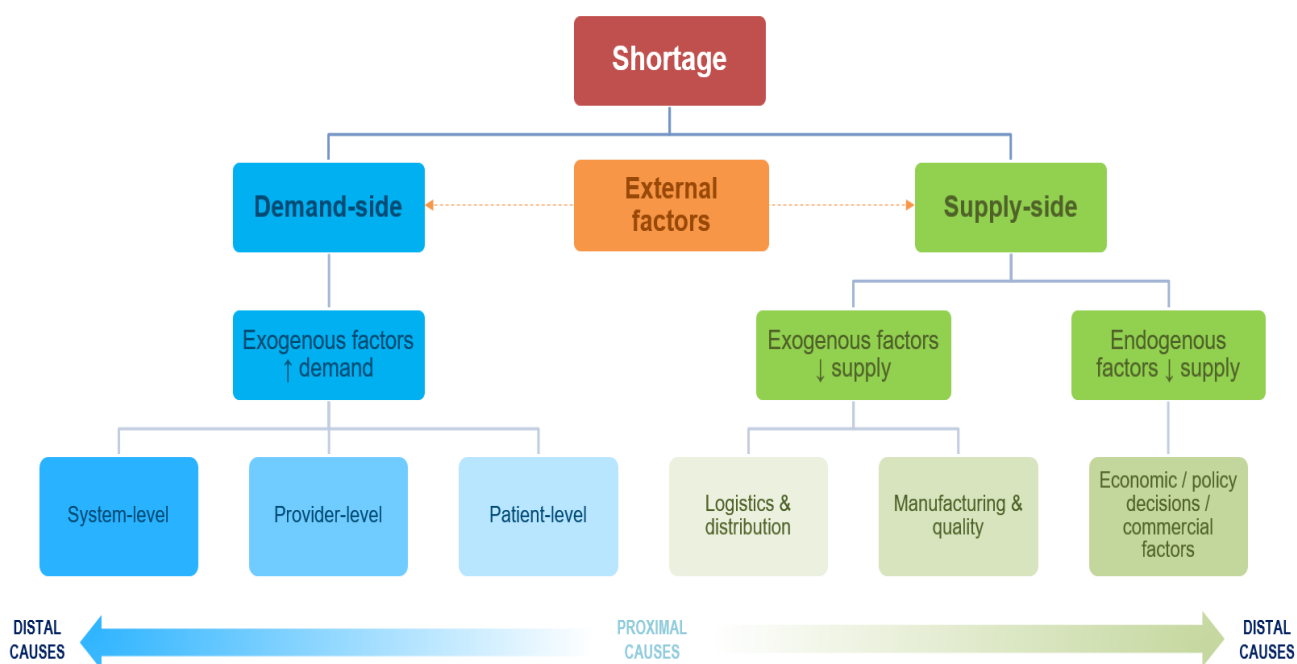 Shortage
Demand-side
External
factors
Supply-side
Exogenous factors
↑ demand
Exogenous factors
↓ supply
Endogenous
factors ↓ supply
System-level
Provider-level
Patient-level
Logistics &
distribution
Manufacturing &
quality
Economic / policy
decisions /
commercial
factors
DISTAL
CAUSES
PROXIMAL
CAUSES
DISTAL
CAUSES